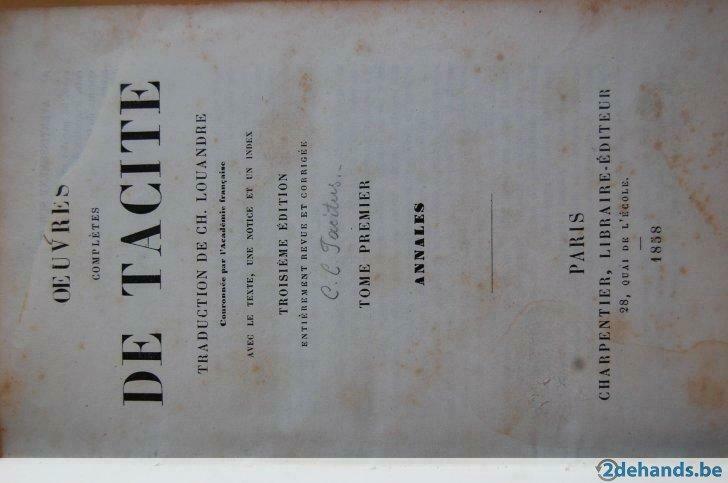 OEUVRES
COMPLÈTES
DE TACITE
TRADUCTION DE CH. LOUANDRE
Couronnée par l'Académie française
AVEC LE TEXTE, UNE NOTICE ET UN INDEX
TROISIÈME ÉDITION
ENTIÈREMENT REVUE ET CORRIGÉE
C. C Tacitus.
TOME PREMIER
ANNALES
PARIS
CHARPENTIER, LIBRAIRE-ÉDITEUR
28, QUAI DE L'ÉCOLE.
1858
2dehands.be